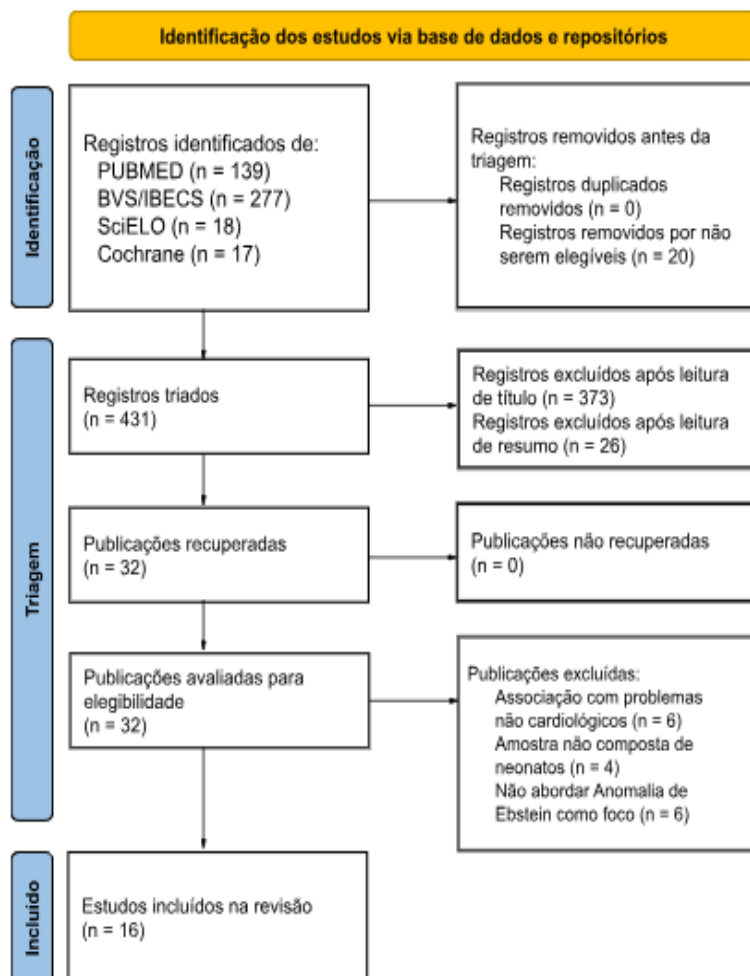 Identificação dos estudos via base de dados e repositórios
Identificação
Registros identificados de:
PUBMED (n = 139)
BVS/IBECS (n = 277)
SciELO (n = 18)
Cochrane (n = 17)
Registros removidos antes da
triagem:
Registros duplicados
removidos (n = 0)
Registros removidos por não
serem elegíveis (n = 20)
Triagem
Registros triados
(n = 431)
Registros excluídos após leitura
de título (n = 373)
Registros excluídos após leitura
de resumo (n = 26)
Publicações recuperadas
(n = 32)
Publicações não recuperadas
(n = 0)
Publicações avaliadas para
elegibilidade
(n = 32)
Publicações excluídas:
Associação com problemas
não cardiológicos (n = 6)
Amostra não composta de
neonatos (n = 4)
Não abordar Anomalia de
Ebstein como foco (n = 6)
Incluído
Estudos incluídos na revisão
(n = 16)